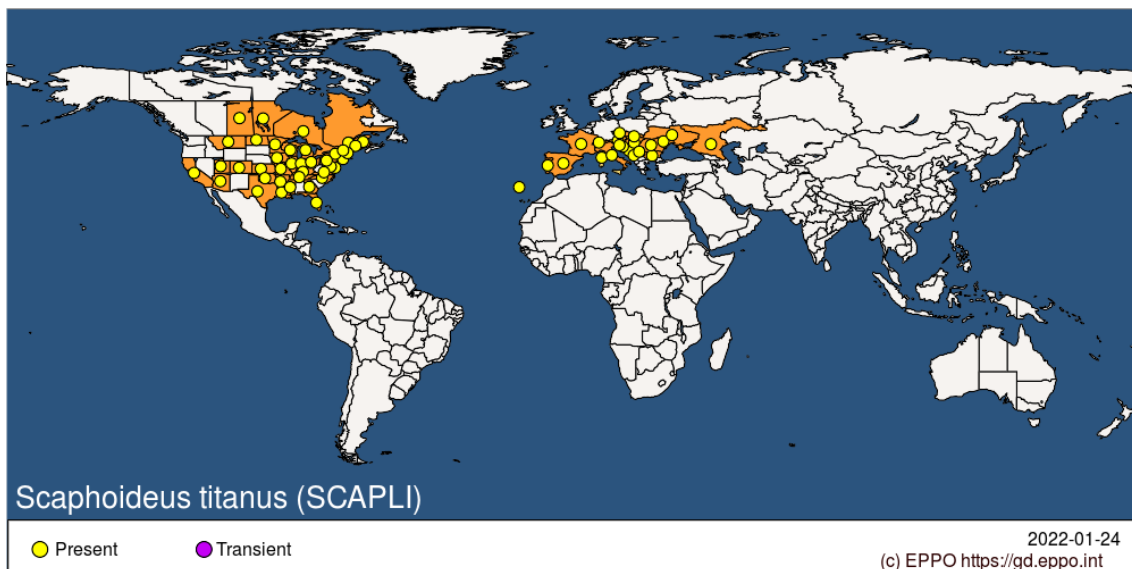 Scaphoideus titanus (SCAPLI)
Present
Transient
2022-01-24
(c) EPPO https://gd.eppo.int